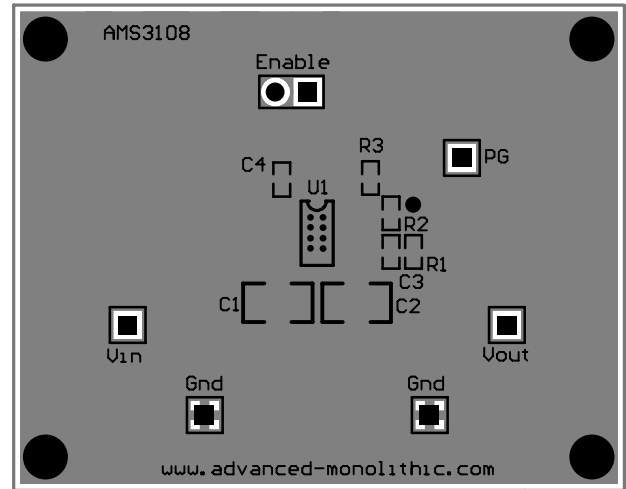 AMS3108
Enable
R3
C4
PG
U1
R2
R1
C3
C1
C2
Vin
Vout
Gnd
Gnd
www.advanced-monolithic.com